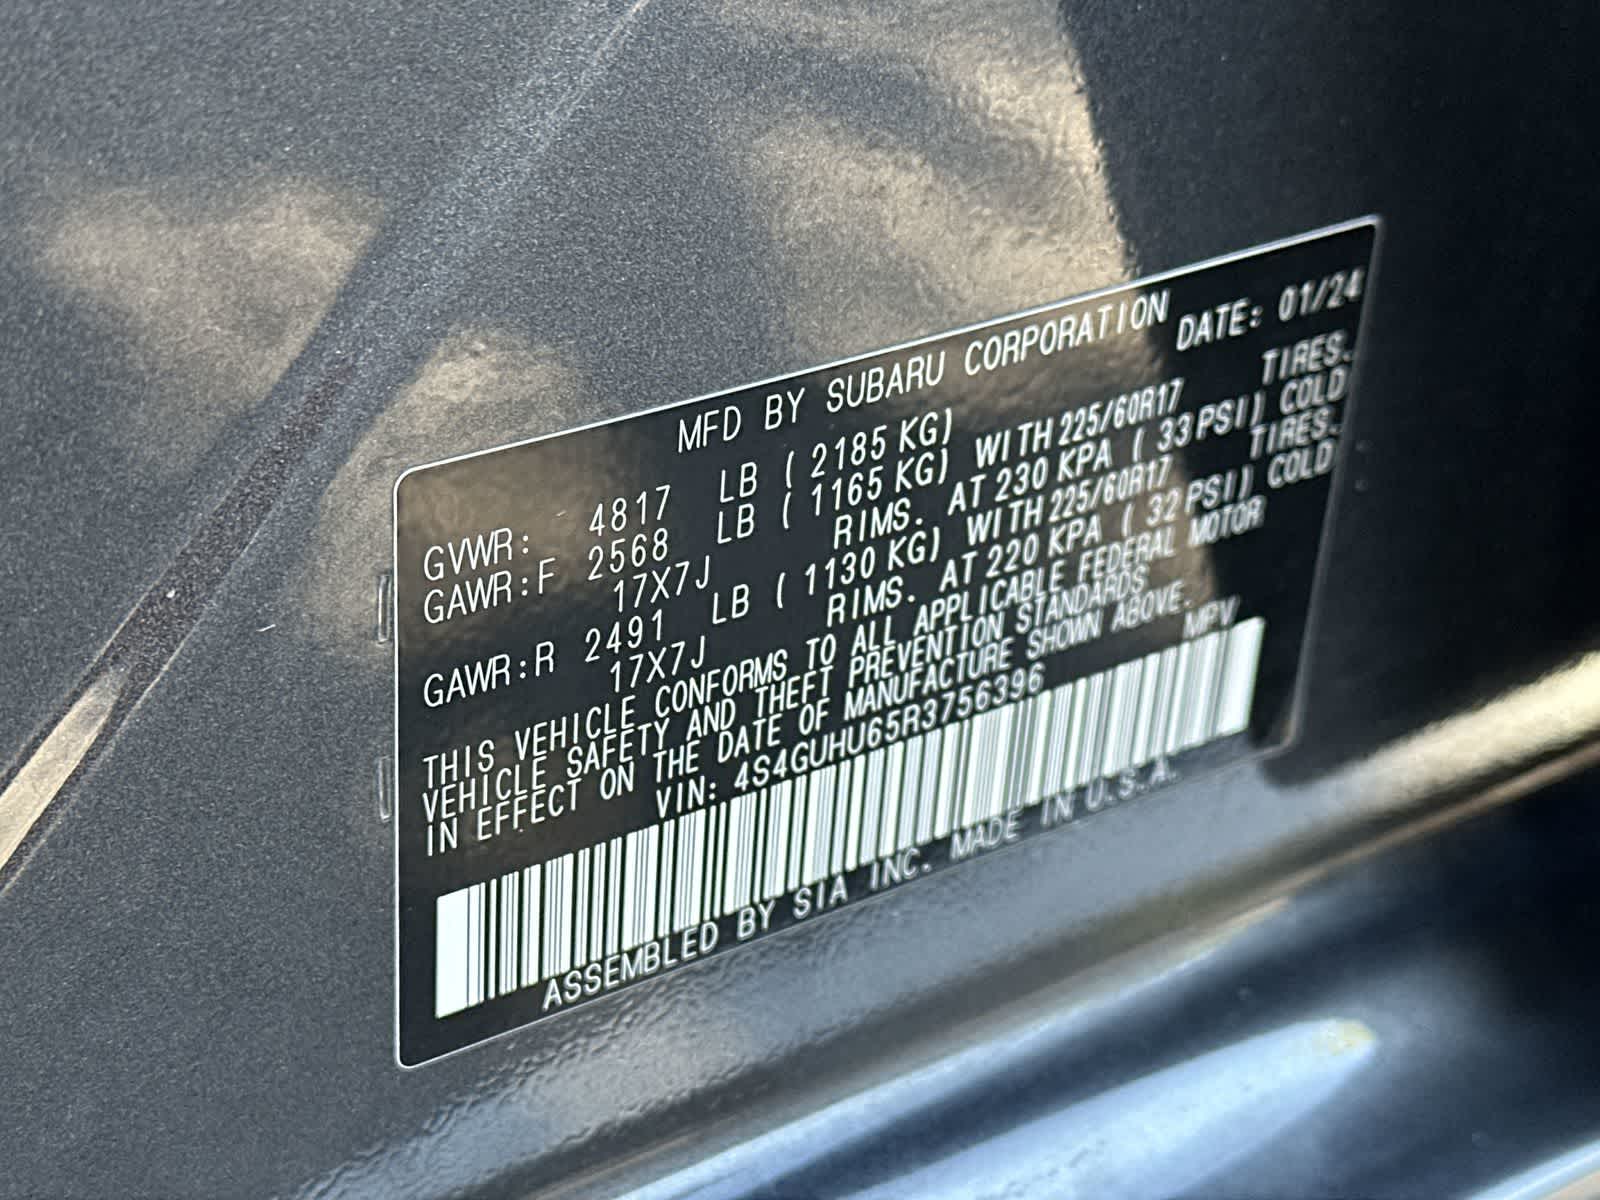 MFD BY SUBARU CORPORATION
DATE: 01/24
GVWR: 4817 LB ( 2185 KG)
GAWR:F 2568 LB ( 1165 KG) WITH 225/60R17 TIRES.
17X7J RIMS. AT 230 KPA ( 33 PSI) COLD
GAWR:R 2491 LB ( 1130 KG) WITH 225/60R17 TIRES.
17X7J RIMS. AT 220 KPA ( 32 PSI) COLD
THIS VEHICLE CONFORMS TO ALL APPLICABLE FEDERAL MOTOR
VEHICLE SAFETY AND THEFT PREVENTION STANDARDS
IN EFFECT ON THE DATE OF MANUFACTURE SHOWN ABOVE.
VIN: 4S4GUHU65R3756396 MPV
ASSEMBLED BY SIA INC. MADE IN U.S.A.